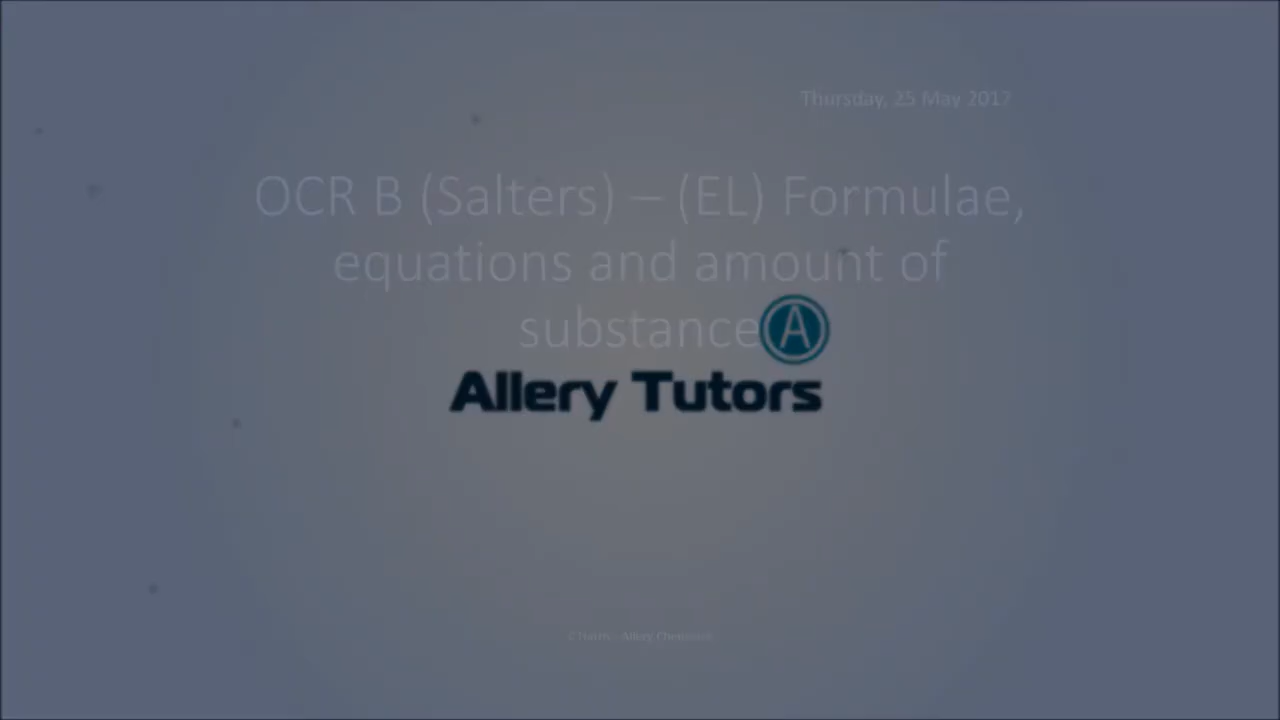 Thursday, 25 May 2017
OCR B (Salters) – (EL) Formulae,
equations and amount of
substance
A
Allery Tutors